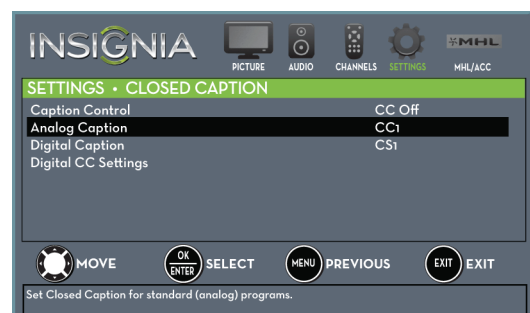 INSIGNIA
PICTURE AUDIO CHANNELS SETTINGS MHL MHL/ACC
SETTINGS • CLOSED CAPTION
Caption Control CC Off
Analog Caption CC1
Digital Caption CS1
Digital CC Settings
MOVE OK ENTER SELECT MENU PREVIOUS EXIT EXIT
Set Closed Caption for standard (analog) programs.